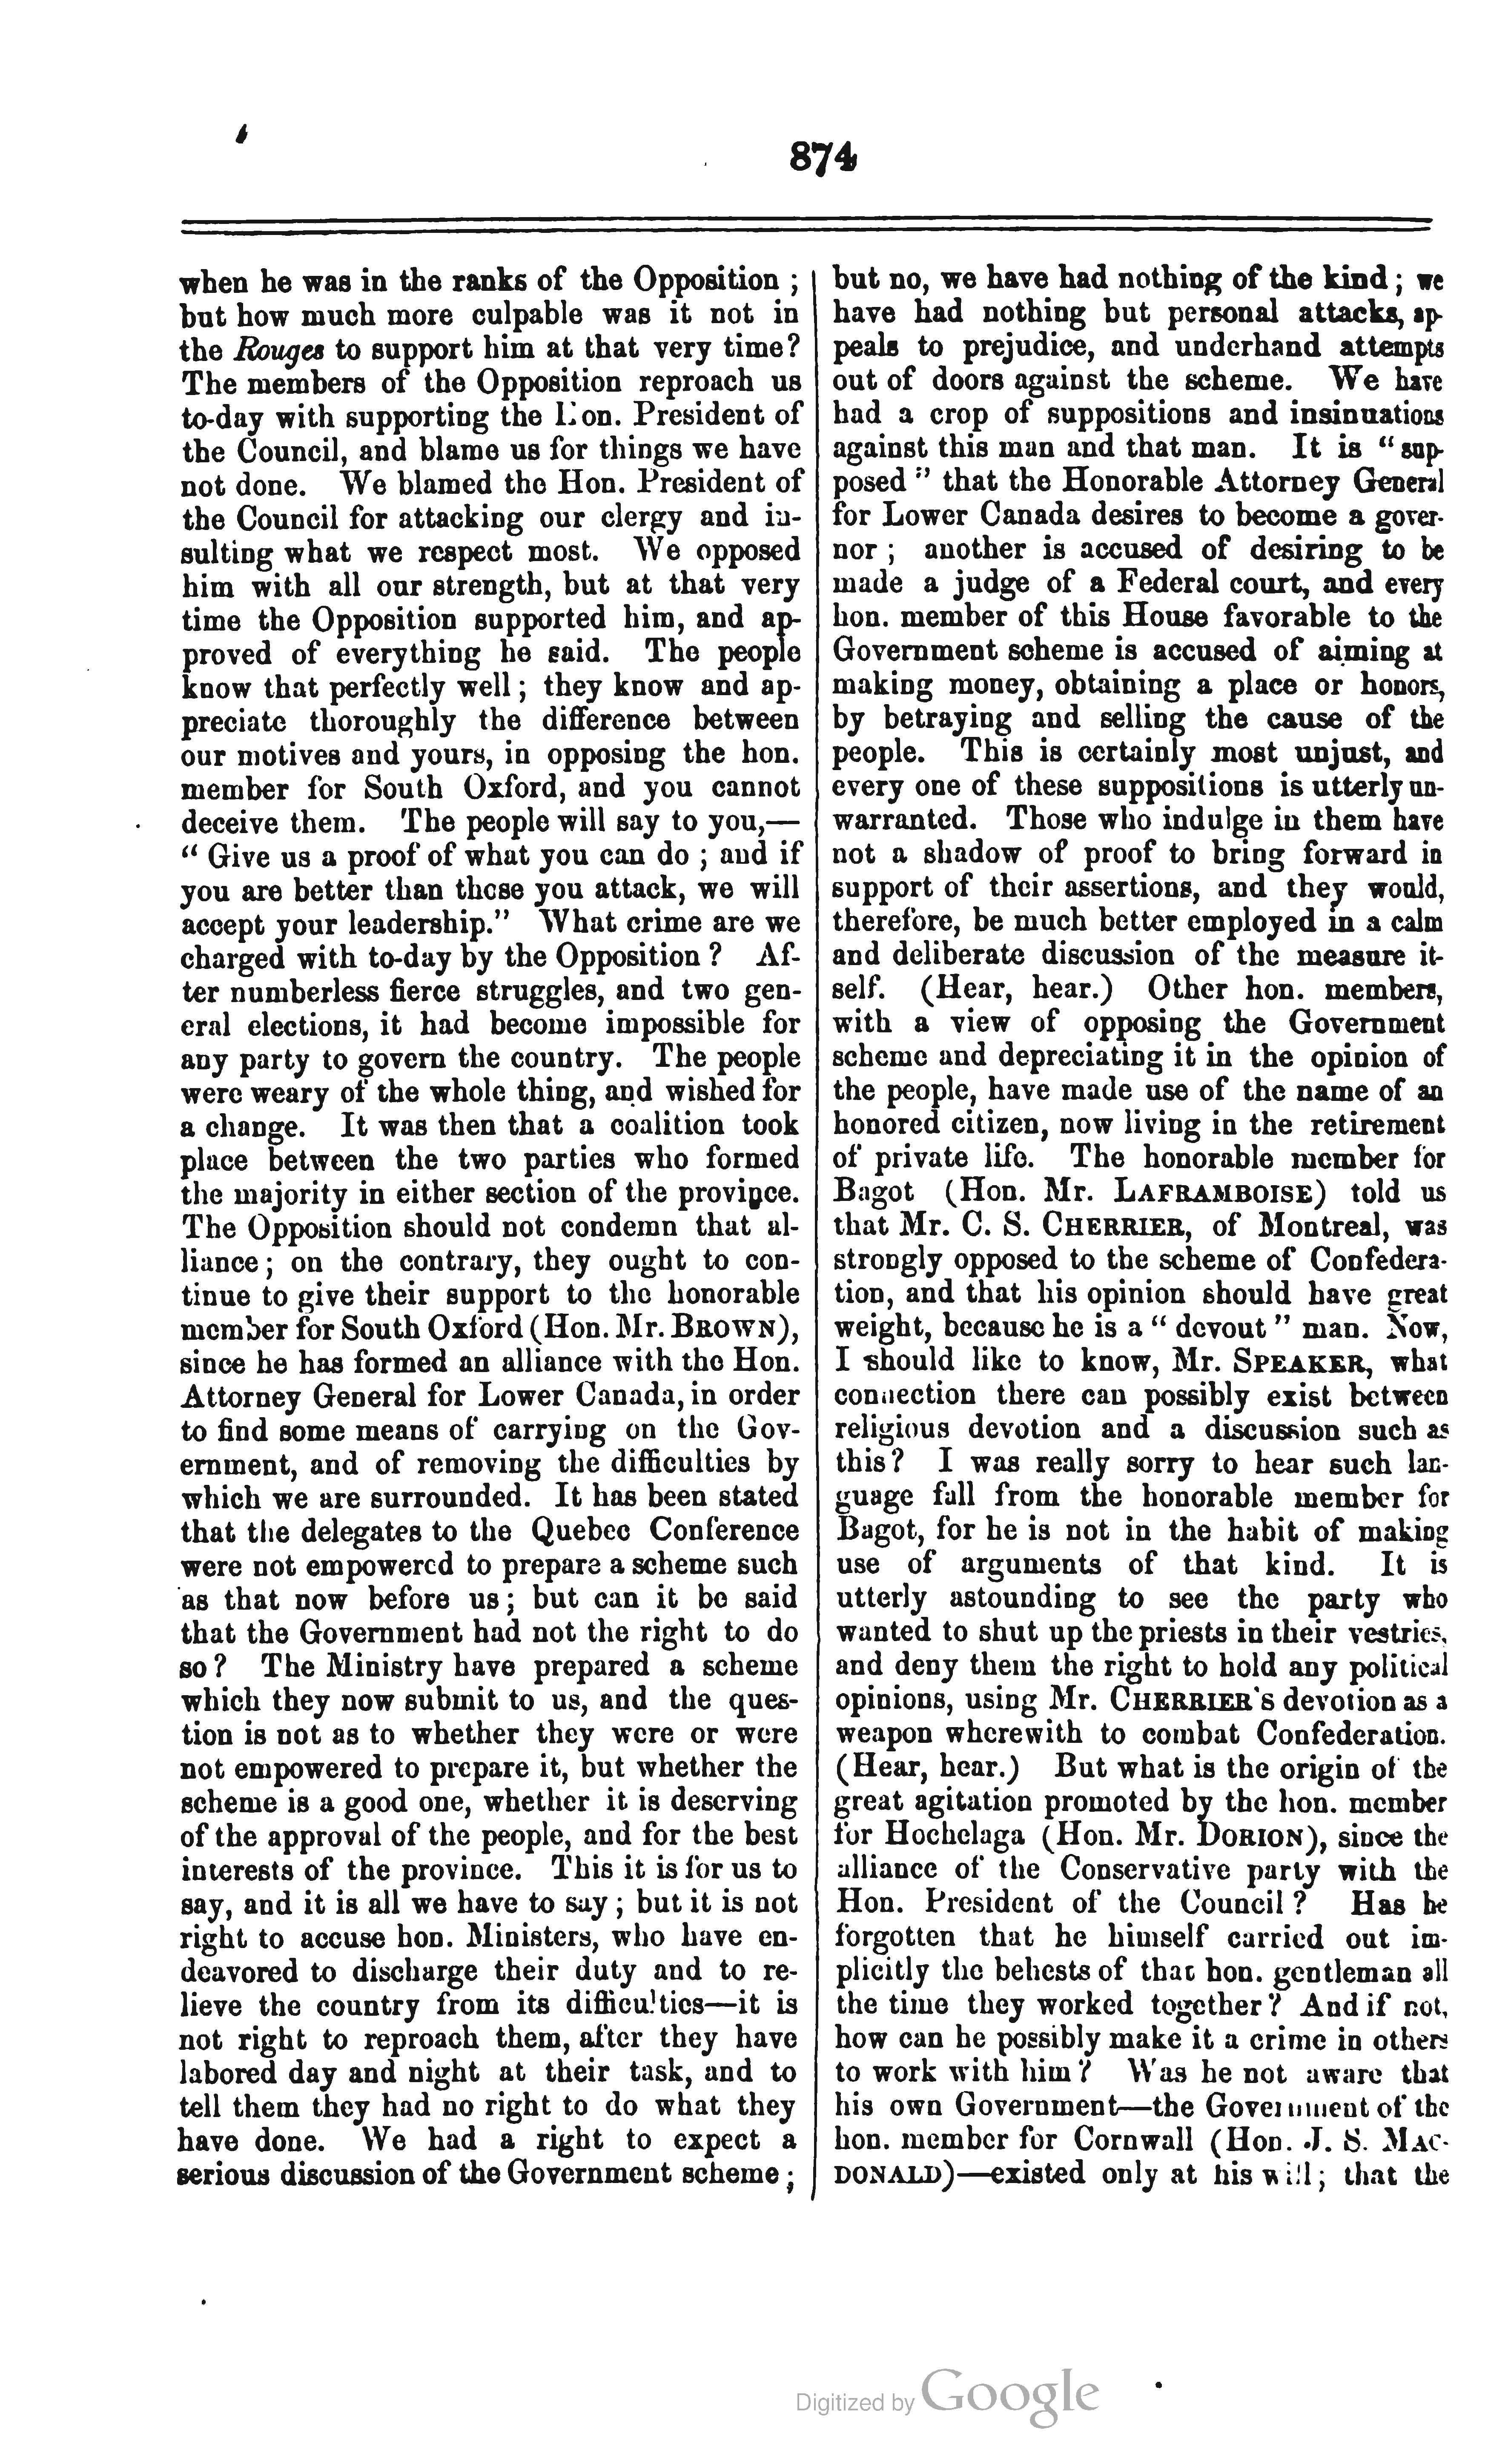 874
when he was in the ranks of the Opposition ;
but how much more culpable was it not in
the Rouges to support him at that very time?
The members of the Opposition reproach us
to-day with supporting the Hon. President of
the Council, and blame us for things we have
not done. We blamed the Hon. President of
the Council for attacking our clergy and in-
sulting what we respect most. We opposed
him with all our strength, but at that very
time the Opposition supported him, and ap-
proved of everything he said. The people
know that perfectly well ; they know and ap-
preciate thoroughly the difference between
our motives and yours, in opposing the hon.
member for South Oxford, and you cannot
deceive them. The people will say to you,—
“ Give us a proof of what you can do ; and if
you are better than those you attack, we will
accept your leadership.” What crime are we
charged with to-day by the Opposition ? Af-
ter numberless fierce struggles, and two gen-
eral elections, it had become impossible for
any party to govern the country. The people
were weary of the whole thing, and wished for
a change. It was then that a coalition took
place between the two parties who formed
the majority in either section of the province.
The Opposition should not condemn that al-
liance ; on the contrary, they ought to con-
tinue to give their support to the honorable
member for South Oxford (Hon. Mr. BROWN),
since he has formed an alliance with the Hon.
Attorney General for Lower Canada, in order
to find some means of carrying on the Gov-
ernment, and of removing the difficulties by
which we are surrounded. It has been stated
that the delegates to the Quebec Conference
were not empowered to prepare a scheme such
as that now before us ; but can it be said
that the Government had not the right to do
so ? The Ministry have prepared a scheme
which they now submit to us, and the ques-
tion is not as to whether they were or were
not empowered to prepare it, but whether the
scheme is a good one, whether it is deserving
of the approval of the people, and for the best
interests of the province. This it is for us to
say, and it is all we have to say ; but it is not
right to accuse hon. Ministers, who have en-
deavored to discharge their duty and to re-
lieve the country from its difficulties—it is
not right to reproach them, after they have
labored day and night at their task, and to
tell them they had no right to do what they
have done. We had a right to expect a
serious discussion of the Government scheme ;
but no, we have had nothing of the kind ; we
have had nothing but personal attacks, ap-
peals to prejudice, and underhand attempts
out of doors against the scheme. We have
had a crop of suppositions and insinuations
against this man and that man. It is “ sup-
posed ” that the Honorable Attorney General
for Lower Canada desires to become a gover-
nor ; another is accused of desiring to be
made a judge of a Federal court, and every
hon. member of this House favorable to the
Government scheme is accused of aiming at
making money, obtaining a place or honors,
by betraying and selling the cause of the
people. This is certainly most unjust, and
every one of these suppositions is utterly un-
warranted. Those who indulge in them have
not a shadow of proof to bring forward in
support of their assertions, and they would,
therefore, be much better employed in a calm
and deliberate discussion of the measure it-
self. (Hear, hear.) Other hon. members,
with a view of opposing the Government
scheme and depreciating it in the opinion of
the people, have made use of the name of an
honored citizen, now living in the retirement
of private life. The honorable member for
Bagot (Hon. Mr. LAFRAMBOISE) told us
that Mr. C. S. CHERRIER, of Montreal, was
strongly opposed to the scheme of Confedera-
tion, and that his opinion should have great
weight, because he is a “ devout ” man. Now,
I should like to know, Mr. SPEAKER, what
connection there can possibly exist between
religious devotion and a discussion such as
this ? I was really sorry to hear such lan-
guage fall from the honorable member for
Bagot, for he is not in the habit of making
use of arguments of that kind. It is
utterly astounding to see the party who
wanted to shut up the priests in their vestries,
and deny them the right to hold any political
opinions, using Mr. CHERRIER'S devotion as a
weapon wherewith to combat Confederation.
(Hear, hear.) But what is the origin of the
great agitation promoted by the hon. member
for Hochelaga (Hon. Mr. DORION), since the
alliance of the Conservative party with the
Hon. President of the Council ? Has he
forgotten that he himself carried out im-
plicitly the behests of that hon. gentleman all
the time they worked together ? And if not,
how can he possibly make it a crime in others
to work with him ? Was he not aware that
his own Government—the Government of the
hon. member for Cornwall (Hon. J. S. MAC-
DONALD)—existed only at his will ; that the
Digitized by Google